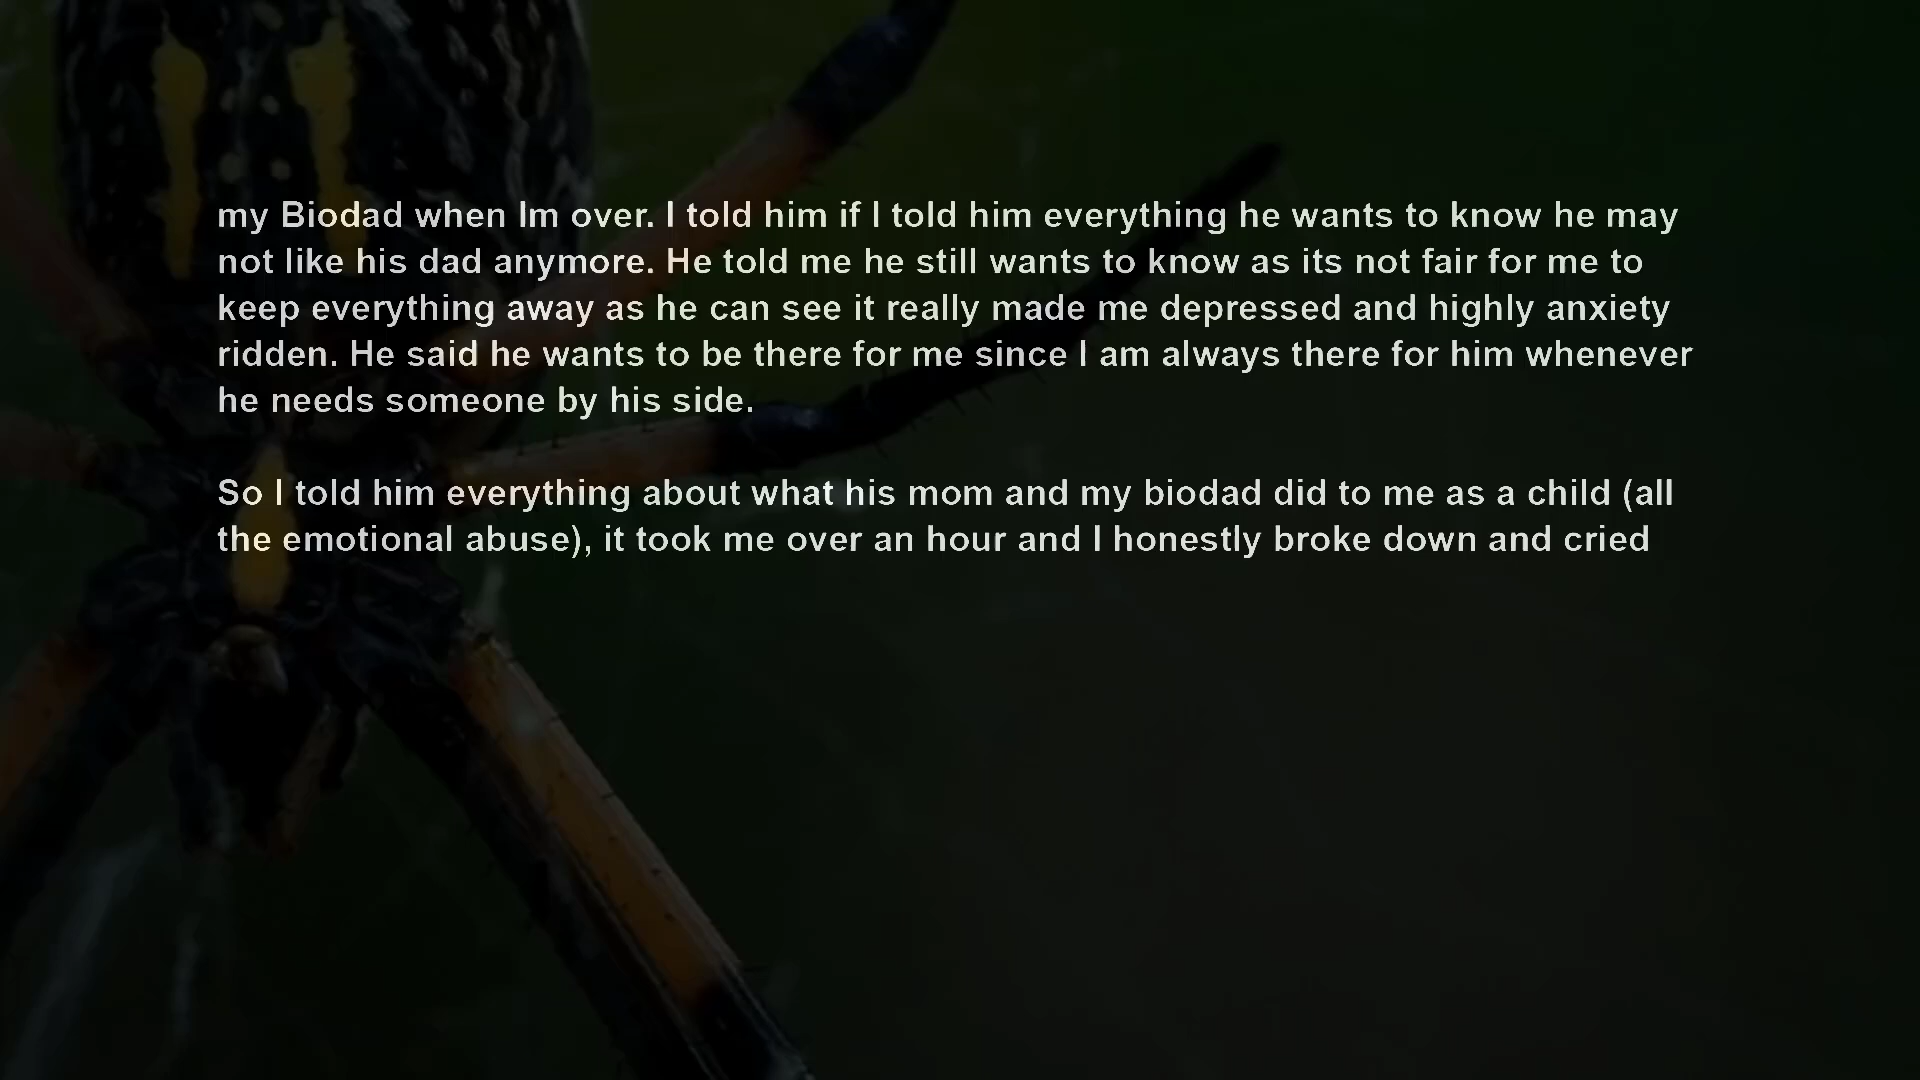 my Biodad when Im over. I told him if I told him everything he wants to know he may
not like his dad anymore. He told me he still wants to know as its not fair for me to
keep everything away as he can see it really made me depressed and highly anxiety
ridden. He said he wants to be there for me since I am always there for him whenever
he needs someone by his side.
So I told him everything about what his mom and my biodad did to me as a child (all
the emotional abuse), it took me over an hour and I honestly broke down and cried